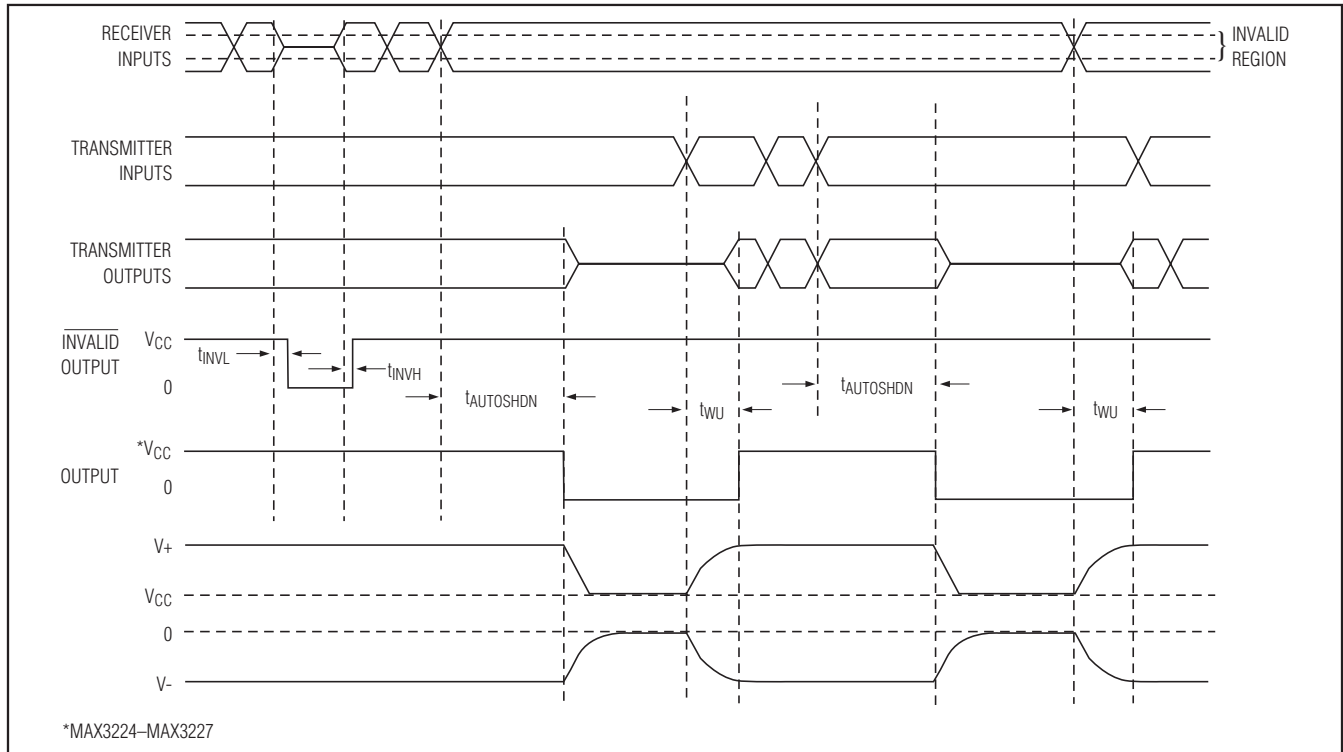 RECEIVER
INPUTS
} INVALID
REGION
TRANSMITTER
INPUTS
TRANSMITTER
OUTPUTS
INVALID
OUTPUT
VCC
0
tINVL
tINVH
tAUTOSHDN
tWU
tAUTOSHDN
tWU
OUTPUT
*VCC
0
V+
VCC
0
V-
*MAX3224–MAX3227